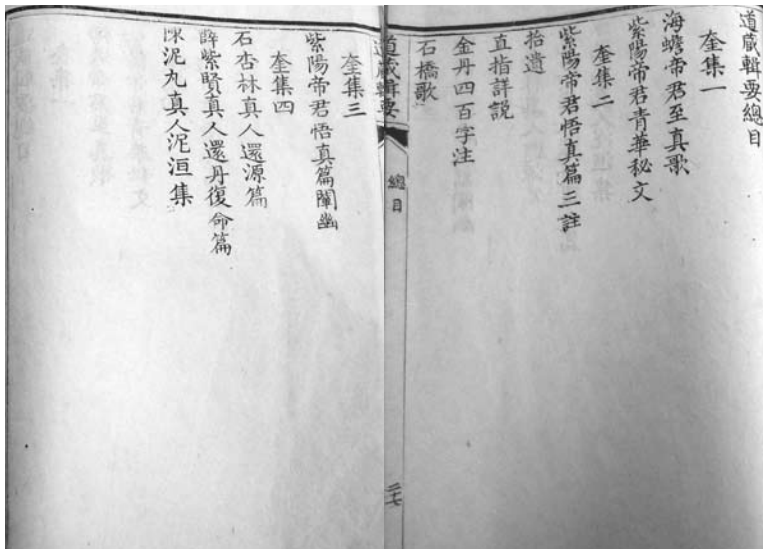 道藏輯要總目
奎集一
海蟾帝君至真歌
紫陽帝君青華秘文
奎集二
紫陽帝君悟真篇三註
拾遺
直指詳説
金丹四百字注
石橋歌
道藏輯要
總目
二七
奎集三
紫陽帝君悟真篇闡幽
奎集四
石杏林真人還源篇
薛紫賢真人還丹復命篇
陳泥丸真人泥洹集